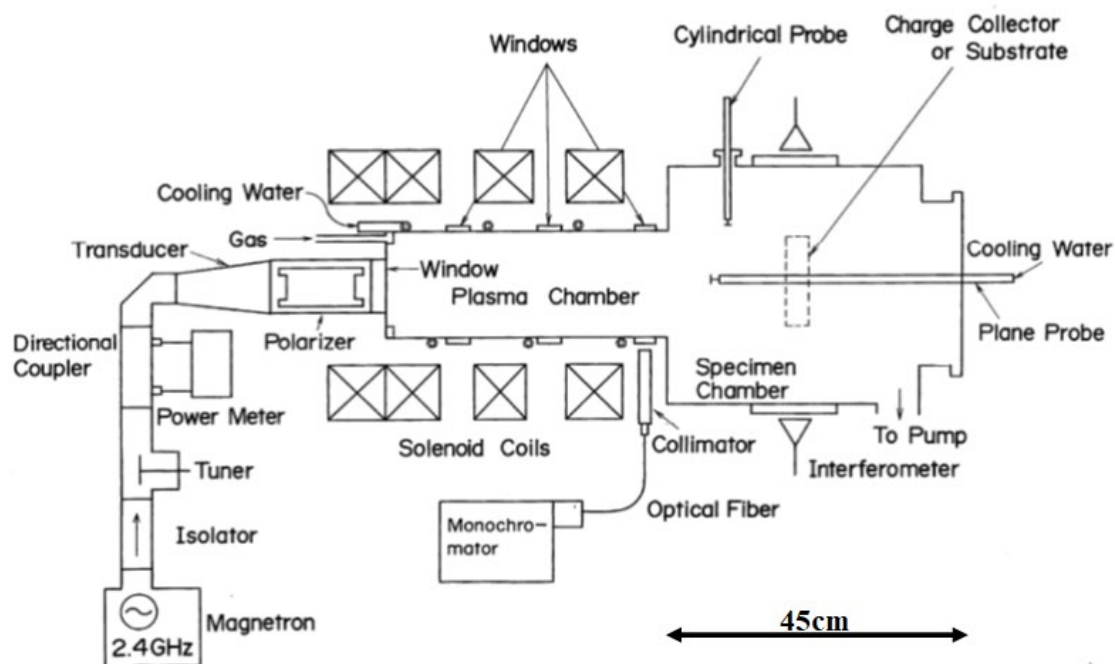 Windows
Cylindrical Probe
Charge Collector
or Substrate
Cooling Water
Gas
Transducer
Window
Plasma Chamber
Cooling Water
Plane Probe
Polarizer
Directional
Coupler
Power Meter
Specimen
Chamber
Solenoid Coils
Collimator
To Pump
Interferometer
Tuner
Optical Fiber
Monochro-
mator
Isolator
Magnetron
2.4GHz
45cm